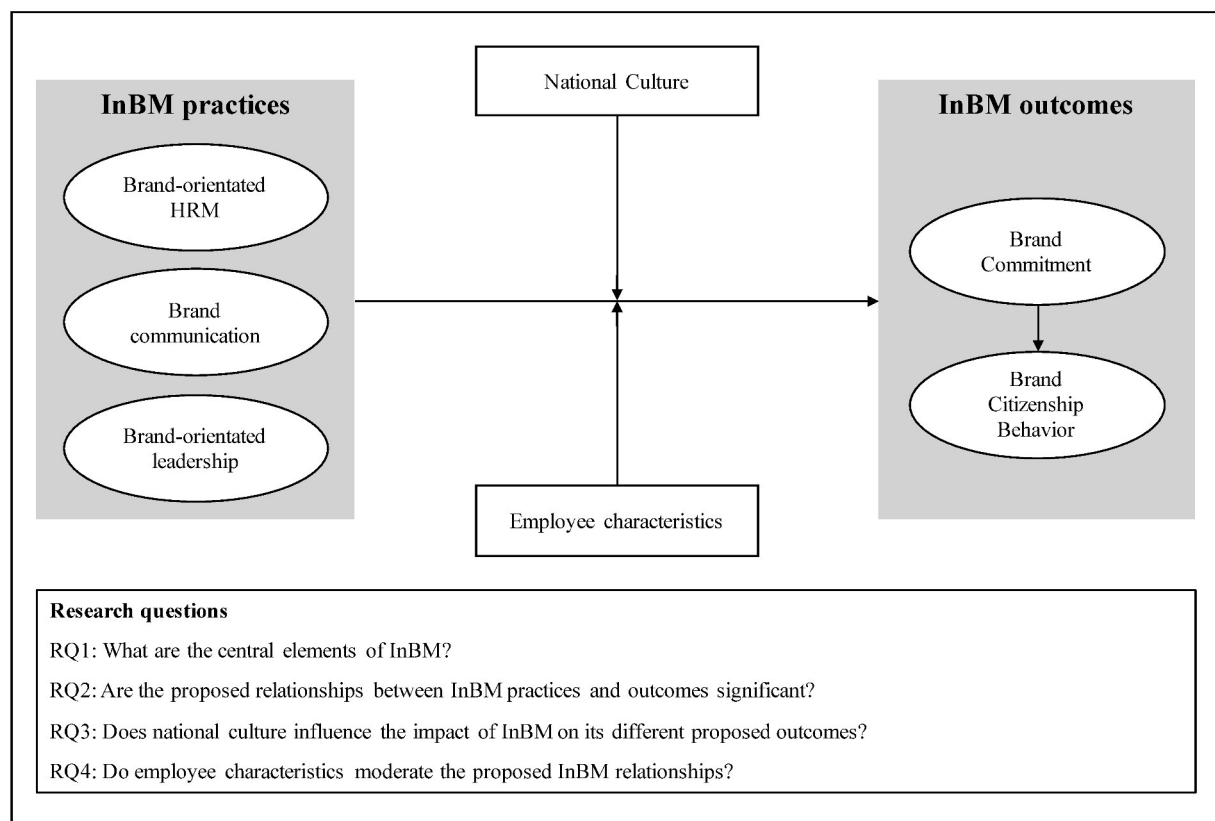 National Culture
InBM practices
Brand-orientated
HRM
Brand
communication
Brand-orientated
leadership
InBM outcomes
Brand
Commitment
Brand
Citizenship
Behavior
Employee characteristics
Research questions
RQ1: What are the central elements of InBM?
RQ2: Are the proposed relationships between InBM practices and outcomes significant?
RQ3: Does national culture influence the impact of InBM on its different proposed outcomes?
RQ4: Do employee characteristics moderate the proposed InBM relationships?